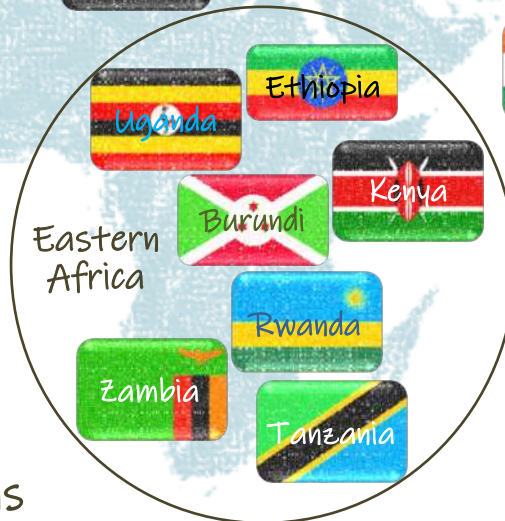 Ethiopia
Uganda
Kenya
Burundi
Eastern
Africa
Rwanda
Zambia
Tanzania